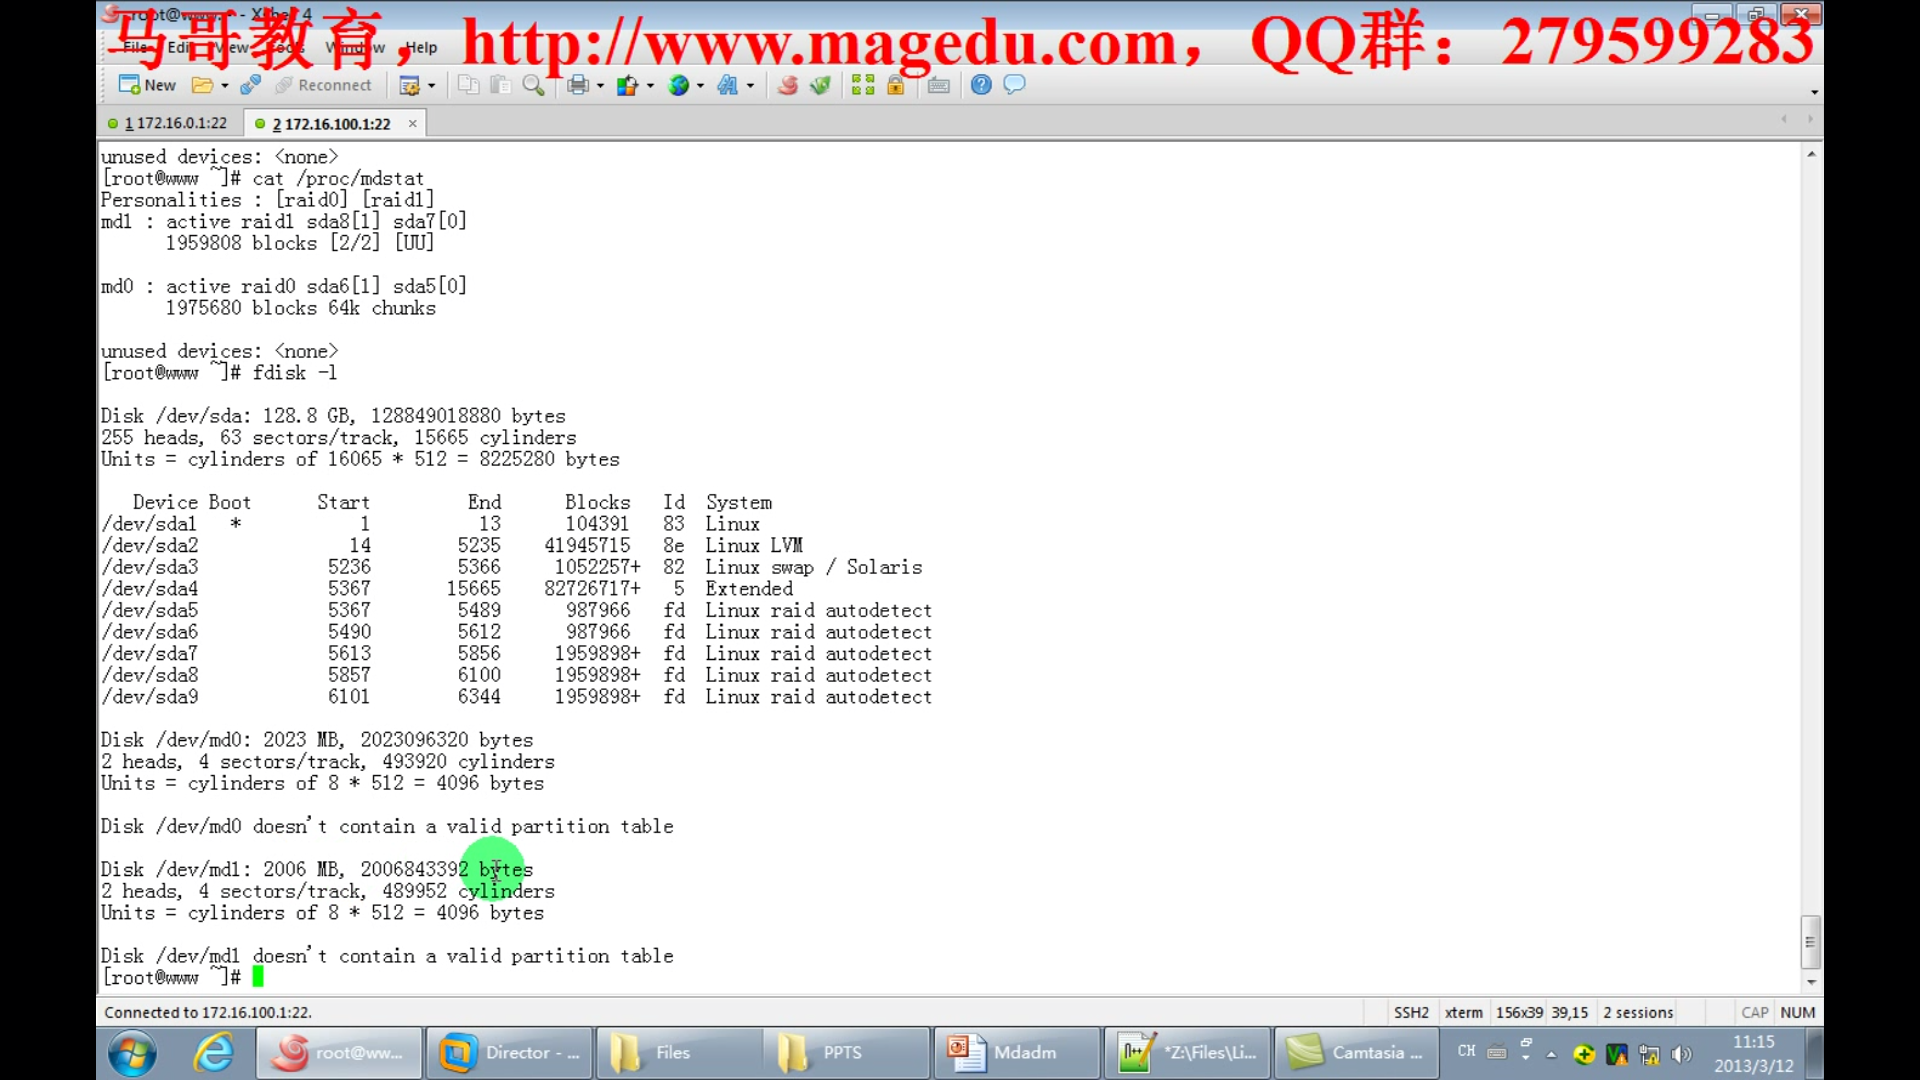 root@www:~ - Xshell 4
马哥教育，http://www.magedu.com，QQ群：279599283
File Edit View Tools Window Help
New Reconnect
1 172.16.0.1:22 2 172.16.100.1:22
unused devices: <none>
[root@www ~]# cat /proc/mdstat
Personalities : [raid0] [raid1]
md1 : active raid1 sda8[1] sda7[0]
1959808 blocks [2/2] [UU]
md0 : active raid0 sda6[1] sda5[0]
1975680 blocks 64k chunks
unused devices: <none>
[root@www ~]# fdisk -l
Disk /dev/sda: 128.8 GB, 128849018880 bytes
255 heads, 63 sectors/track, 15665 cylinders
Units = cylinders of 16065 * 512 = 8225280 bytes
Device Boot Start End Blocks Id System
/dev/sda1 * 1 13 104391 83 Linux
/dev/sda2 14 5235 41945715 8e Linux LVM
/dev/sda3 5236 5366 1052257+ 82 Linux swap / Solaris
/dev/sda4 5367 15665 82726717+ 5 Extended
/dev/sda5 5367 5489 987966 fd Linux raid autodetect
/dev/sda6 5490 5612 987966 fd Linux raid autodetect
/dev/sda7 5613 5856 1959898+ fd Linux raid autodetect
/dev/sda8 5857 6100 1959898+ fd Linux raid autodetect
/dev/sda9 6101 6344 1959898+ fd Linux raid autodetect
Disk /dev/md0: 2023 MB, 2023096320 bytes
2 heads, 4 sectors/track, 493920 cylinders
Units = cylinders of 8 * 512 = 4096 bytes
Disk /dev/md0 doesn't contain a valid partition table
Disk /dev/md1: 2006 MB, 2006843392 bytes
2 heads, 4 sectors/track, 489952 cylinders
Units = cylinders of 8 * 512 = 4096 bytes
Disk /dev/md1 doesn't contain a valid partition table
[root@www ~]#
Connected to 172.16.100.1:22. SSH2 xterm 156x39 39,15 2 sessions CAP NUM
root@ww... Director - ... Files PPTS Mdadm *Z:\Files\Li... Camtasia ... CH 11:15
2013/3/12